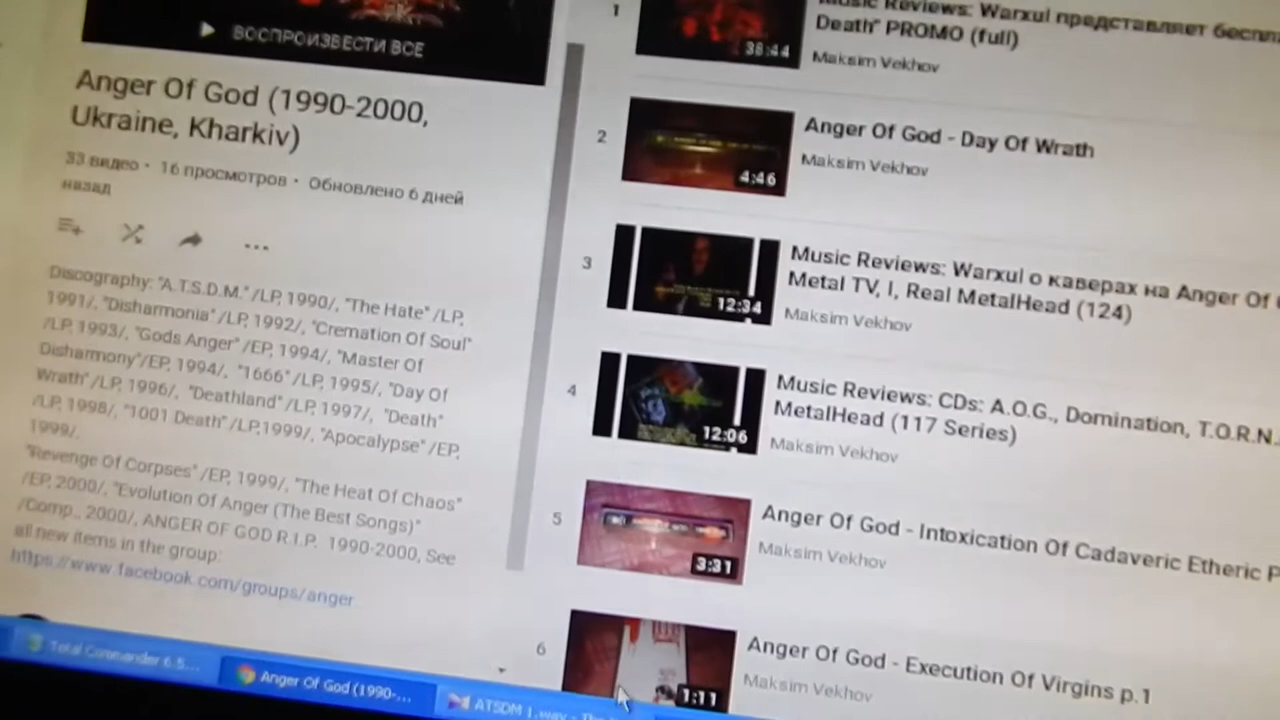 ВОСПРОИЗВЕСТИ ВСЕ
Anger Of God (1990-2000,
Ukraine, Kharkiv)
33 видео · 16 просмотров · Обновлено 6 дней
назад
Discography: "A.T.S.D.M." /LP, 1990/, "The Hate" /LP,
1991/, "Disharmonia" /LP, 1992/, "Cremation Of Soul"
/LP, 1993/, "Gods Anger" /EP, 1994/, "Master Of
Disharmony"/EP, 1994/, "1666" /LP, 1995/, "Day Of
Wrath"/LP, 1996/, "Deathland" /LP, 1997/, "Death"
/LP, 1998/, "1001 Death" /LP,1999/, "Apocalypse" /EP,
1999/.
"Revenge Of Corpses" /EP, 1999/, "The Heat Of Chaos"
/EP, 2000/, "Evolution Of Anger (The Best Songs)"
/Comp., 2000/, ANGER OF GOD R.I.P. 1990-2000, See
all new items in the group:
https://www.facebook.com/groups/anger
1
38:44
Music Reviews: Warxul представляет
Death" PROMO (full)
Maksim Vekhov
2
4:46
Anger Of God - Day Of Wrath
Maksim Vekhov
3
12:34
Music Reviews: Warxul о каверах на Anger Of
Metal TV, I, Real MetalHead (124)
Maksim Vekhov
4
12:06
Music Reviews: CDs: A.O.G., Domination, T.O.R.N.
MetalHead (117 Series)
Maksim Vekhov
5
3:31
Anger Of God - Intoxication Of Cadaveric Etheric
Maksim Vekhov
6
1:11
Anger Of God - Execution Of Virgins p.1
Maksim Vekhov
Total Commander 6.5...
Anger Of God (1990-...
ATSDM 1.wav